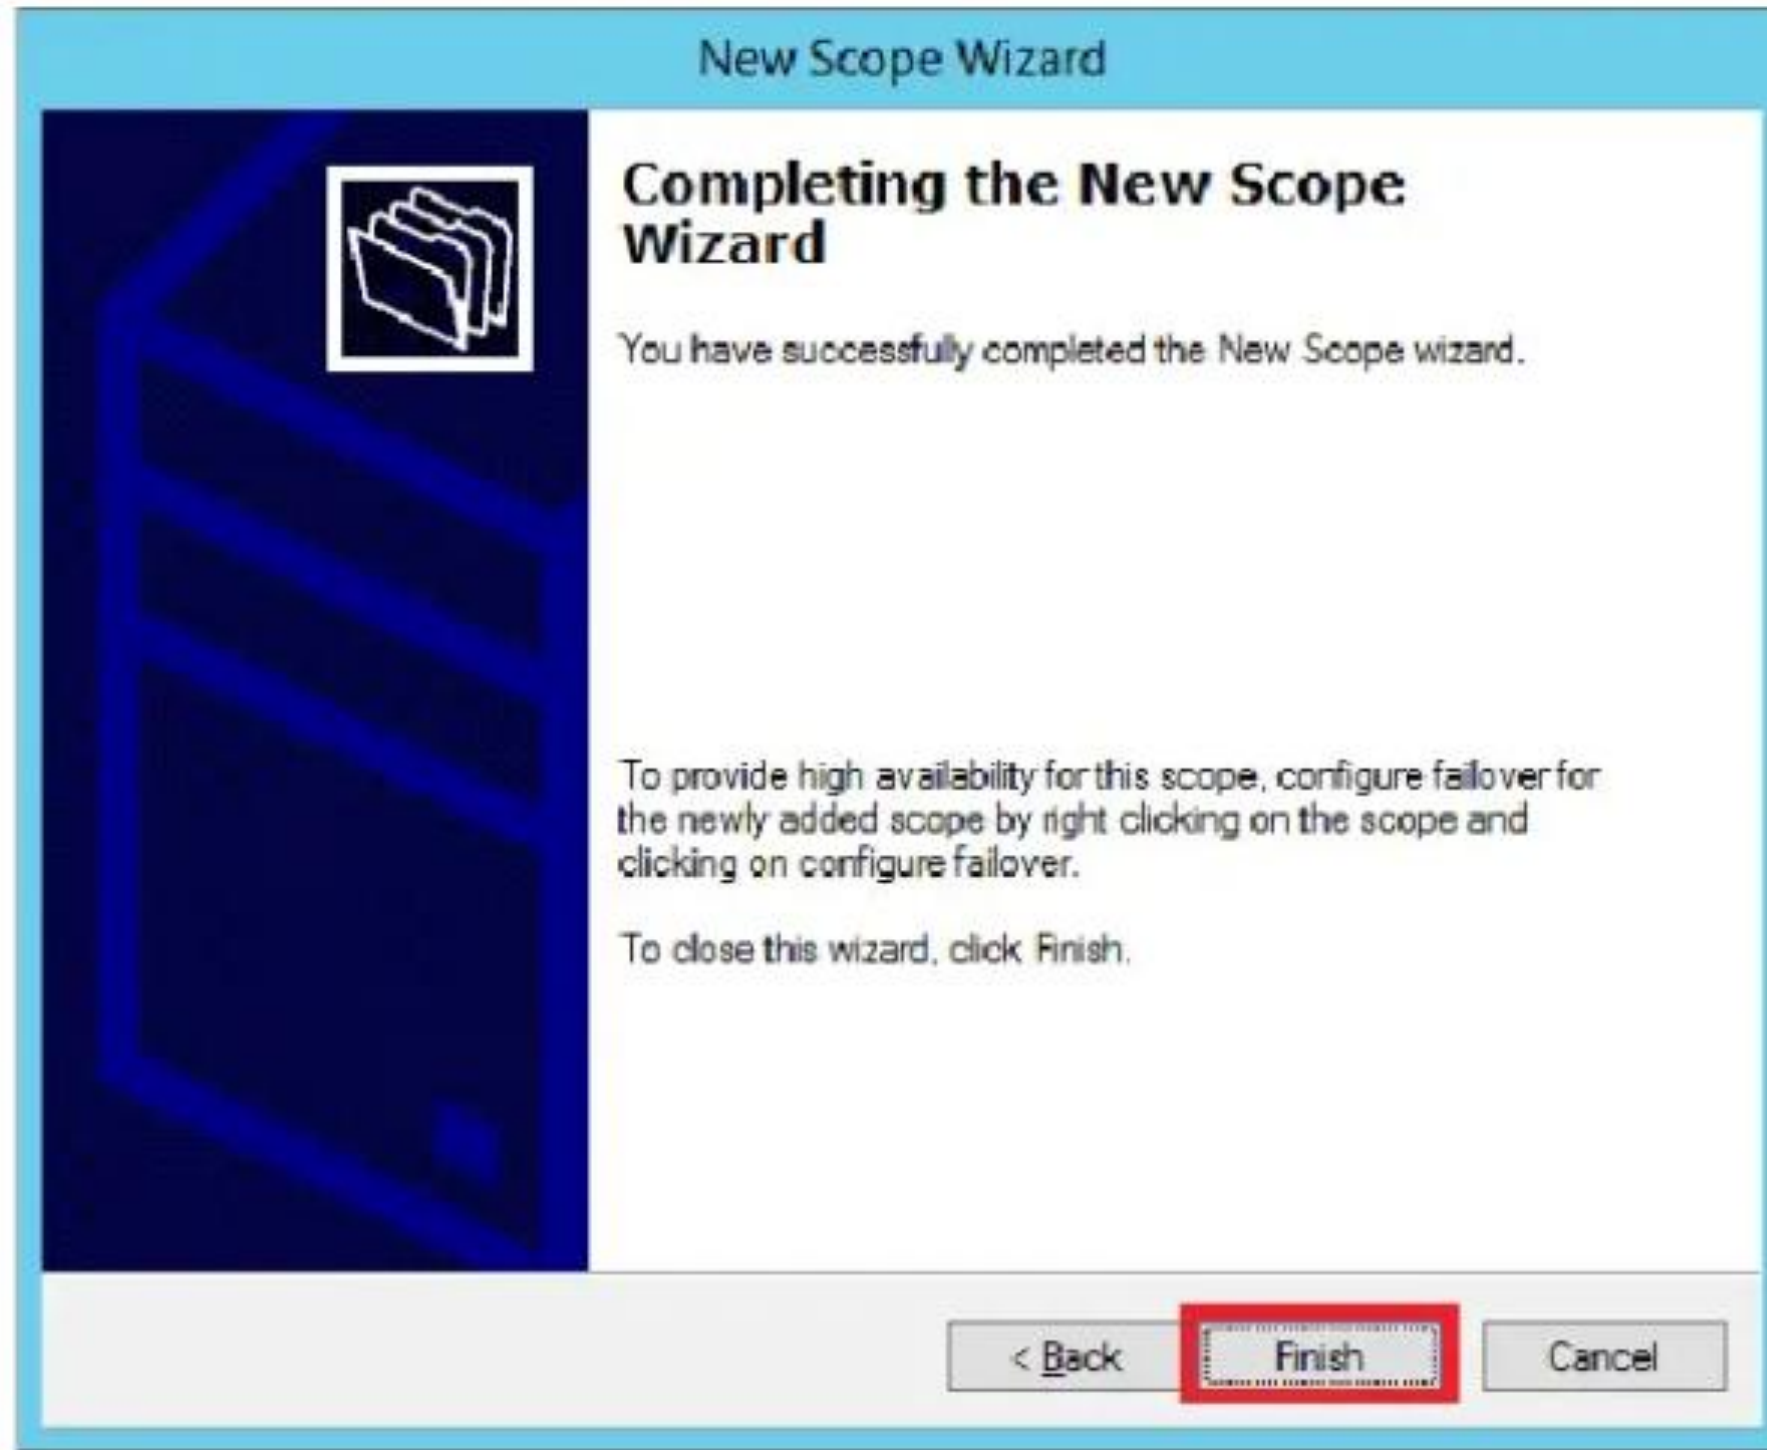 New Scope Wizard
Completing the New Scope
Wizard
You have successfully completed the New Scope wizard.
To provide high availability for this scope, configure failover for
the newly added scope by right clicking on the scope and
clicking on configure failover.
To close this wizard, click Finish.
< Back Finish Cancel